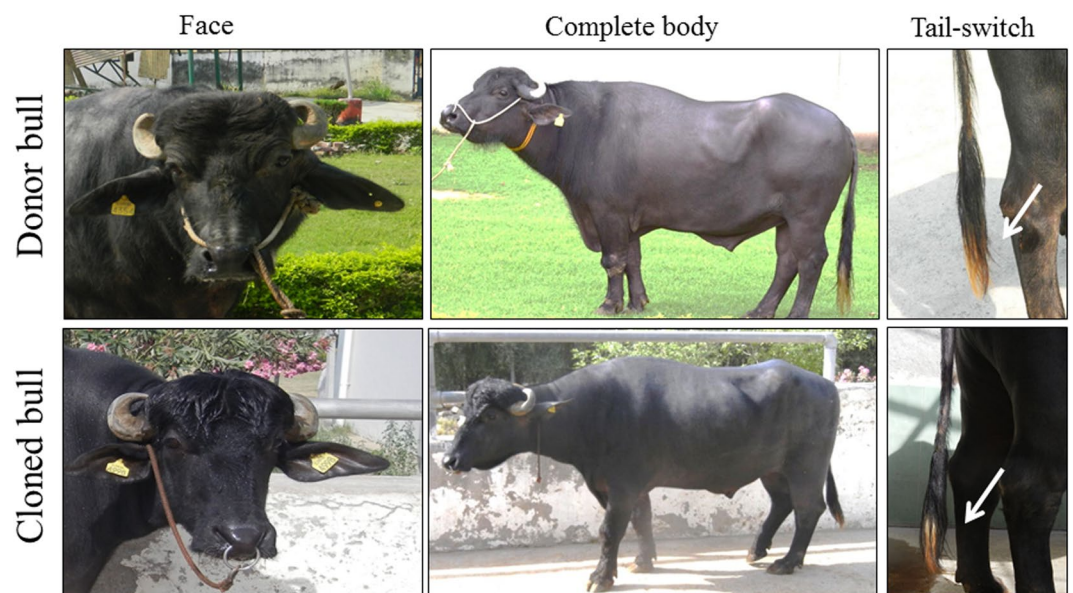 Face
Complete body
Tail-switch
Donor bull
Cloned bull